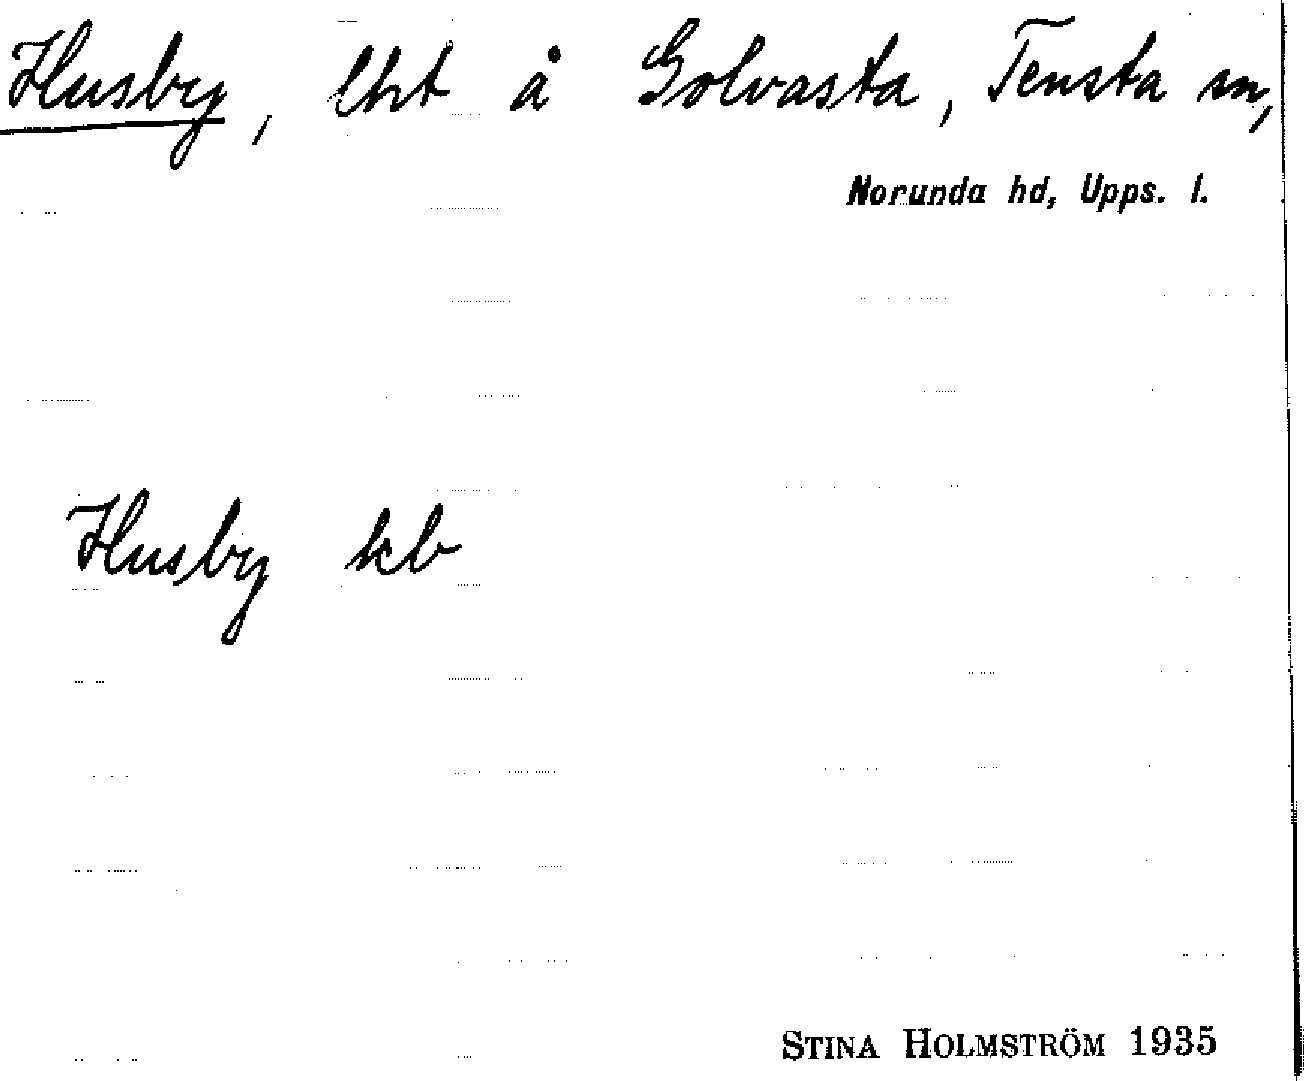 Husby, lht å Golvasta, Tensta sn,
Norunda hd, Upps. l.
Husby kb
STINA HOLMSTRÖM 1935